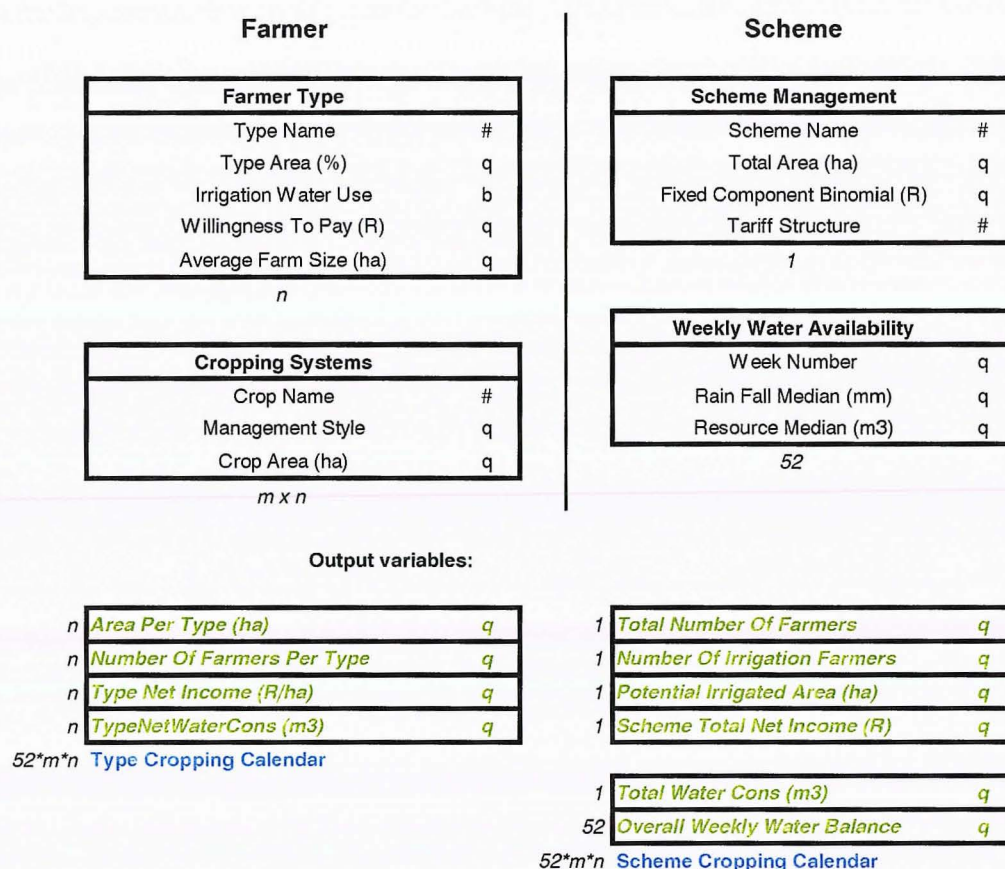 Farmer
Farmer Type
Type Name #
Type Area (%) q
Irrigation Water Use b
Willingness To Pay (R) q
Average Farm Size (ha) q
n
Cropping Systems
Crop Name #
Management Style q
Crop Area (ha) q
m x n
Scheme
Scheme Management
Scheme Name #
Total Area (ha) q
Fixed Component Binomial (R) q
Tariff Structure #
1
Weekly Water Availability
Week Number q
Rain Fall Median (mm) q
Resource Median (m3) q
52
Output variables:
n Area Per Type (ha) q
n Number Of Farmers Per Type q
n Type Net Income (R/ha) q
n TypeNetWaterCons (m3) q
52*m*n Type Cropping Calendar
1 Total Number Of Farmers q
1 Number Of Irrigation Farmers q
1 Potential Irrigated Area (ha) q
1 Scheme Total Net Income (R) q
1 Total Water Cons (m3) q
52 Overall Weekly Water Balance q
52*m*n Scheme Cropping Calendar